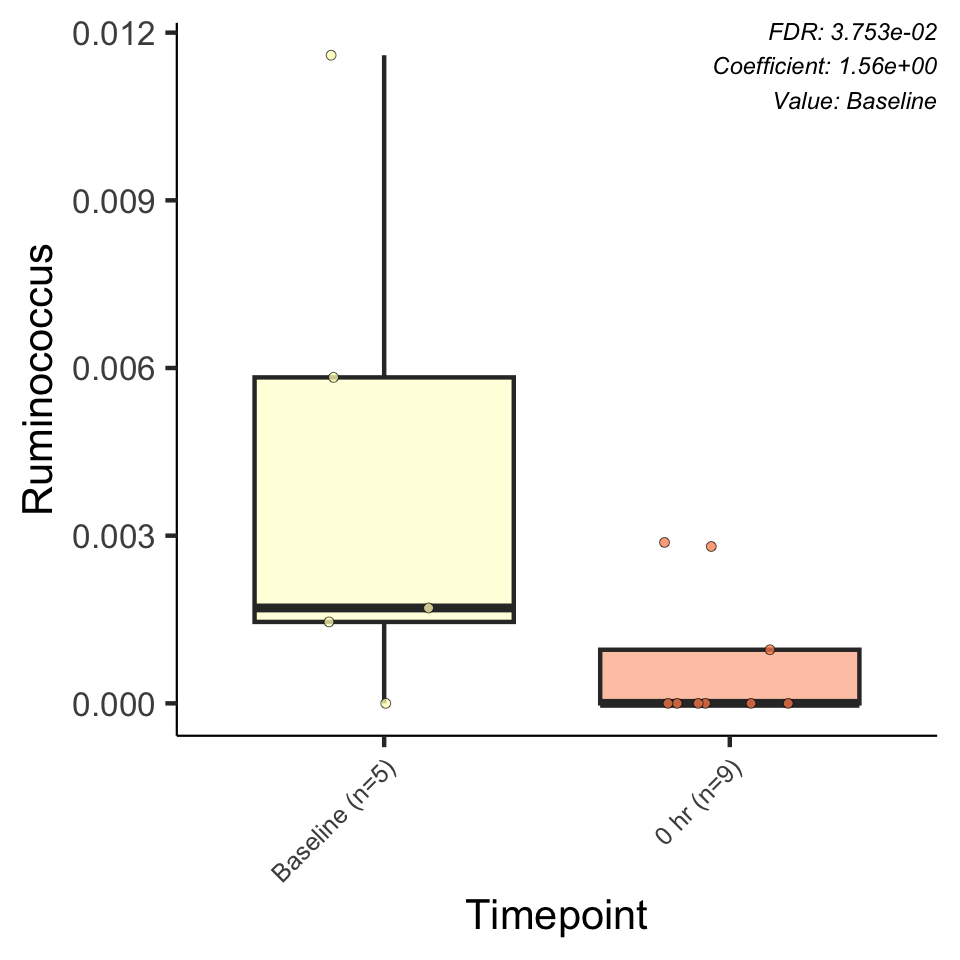 FDR: 3.753e-02
Coefficient: 1.56e+00
Value: Baseline
0.012
0.009
0.006
0.003
0.000
Ruminococcus
Baseline (n=5)
0 hr (n=9)
Timepoint